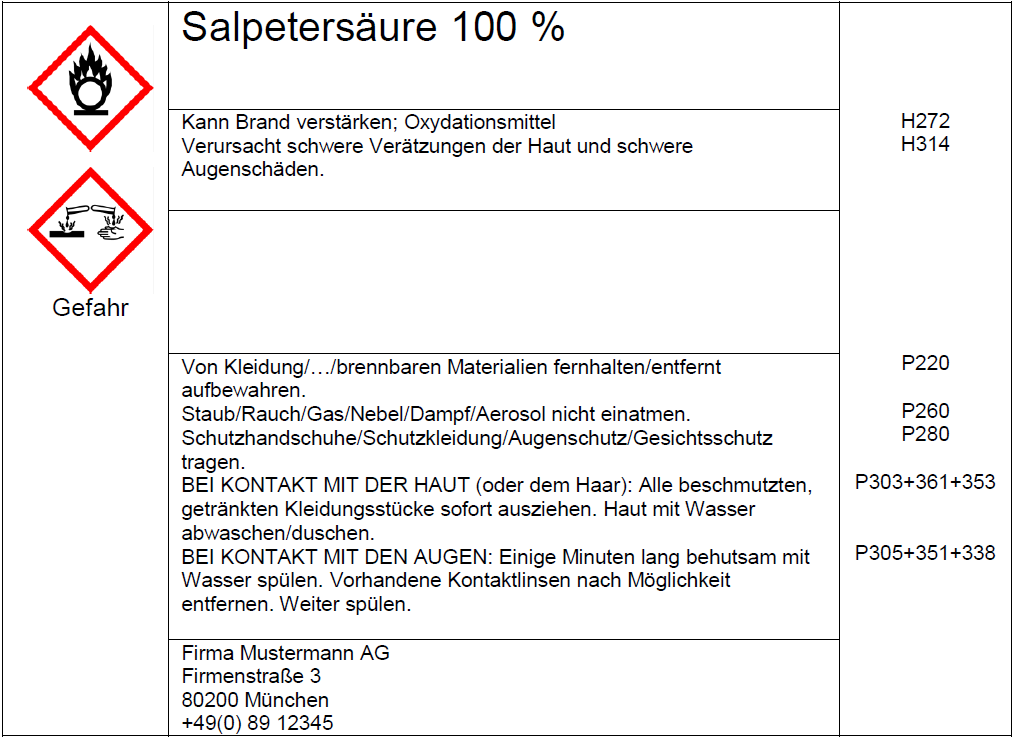 Salpetersäure 100 %
Kann Brand verstärken; Oxydationsmittel
H272
Verursacht schwere Verätzungen der Haut und schwere
H314
Augenschäden.
Gefahr
Von Kleidung/…/brennbaren Materialien fernhalten/entfernt
P220
aufbewahren.
Staub/Rauch/Gas/Nebel/Dampf/Aerosol nicht einatmen.
P260
Schutzhandschuhe/Schutzkleidung/Augenschutz/Gesichtsschutz
P280
tragen.
BEI KONTAKT MIT DER HAUT (oder dem Haar): Alle beschmutzten,
P303+361+353
getränkten Kleidungsstücke sofort ausziehen. Haut mit Wasser
abwaschen/duschen.
BEI KONTAKT MIT DEN AUGEN: Einige Minuten lang behutsam mit
P305+351+338
Wasser spülen. Vorhandene Kontaktlinsen nach Möglichkeit
entfernen. Weiter spülen.
Firma Mustermann AG
Firmenstraße 3
80200 München
+49(0) 89 12345